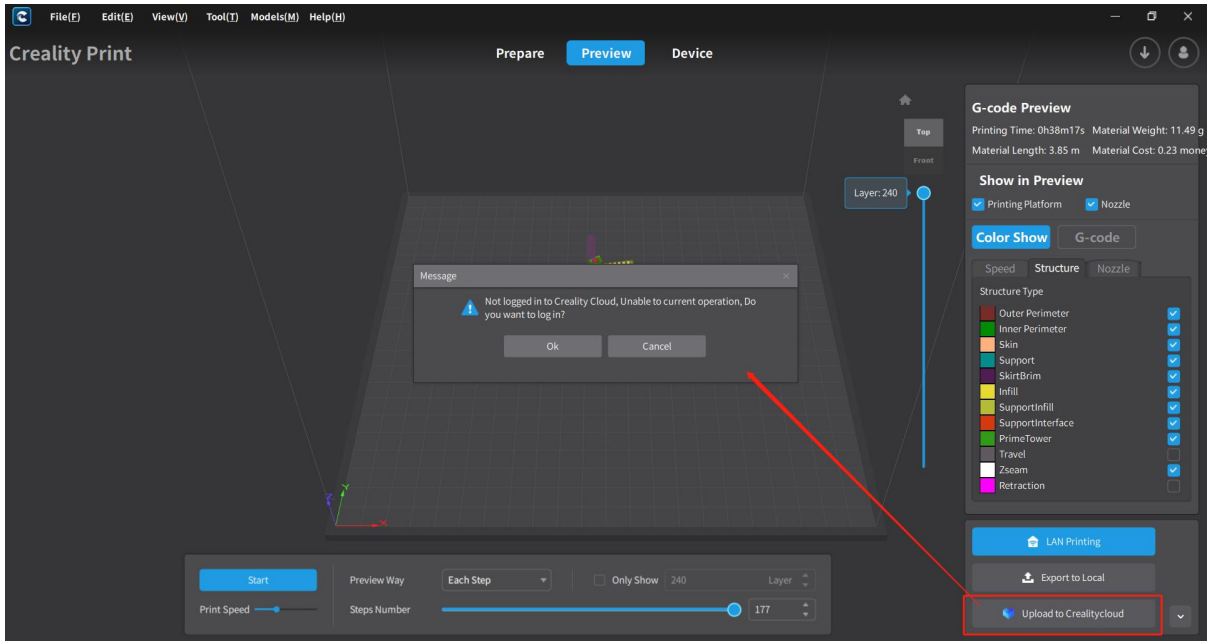 File(F) Edit(E) View(V) Tool(T) Models(M) Help(H)
Creality Print
Prepare Preview Device
Top
Front
Layer: 240
G-code Preview
Printing Time: 0h38m17s Material Weight: 11.49 g
Material Length: 3.85 m Material Cost: 0.23 money
Show in Preview
Printing Platform Nozzle
Color Show G-code
Speed Structure Nozzle
Structure Type
Outer Perimeter
Inner Perimeter
Skin
Support
SkirtBrim
Infill
SupportInfill
SupportInterface
PrimeTower
Travel
Zseam
Retraction
Message
Not logged in to Creality Cloud, Unable to current operation, Do
you want to log in?
Ok Cancel
Z Y X
LAN Printing
Export to Local
Upload to Crealitycloud
Start Preview Way Each Step Only Show 240 Layer
Print Speed Steps Number 177